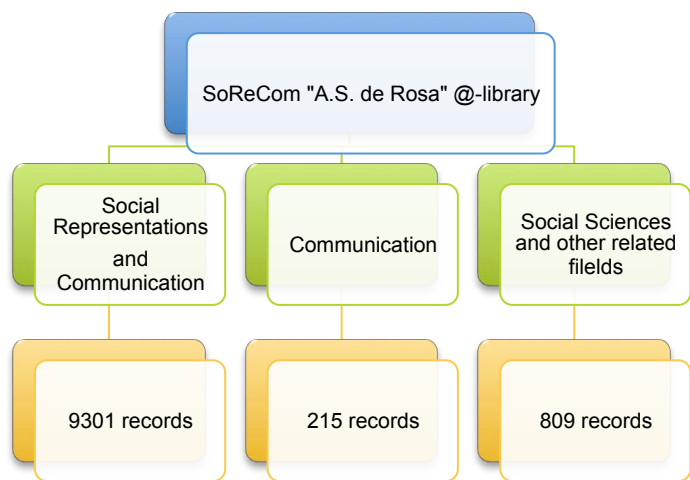 SoReCom "A.S. de Rosa" @-library
Social
Representations
and
Communication
Communication
Social Sciences
and other related
filelds
9301 records
215 records
809 records